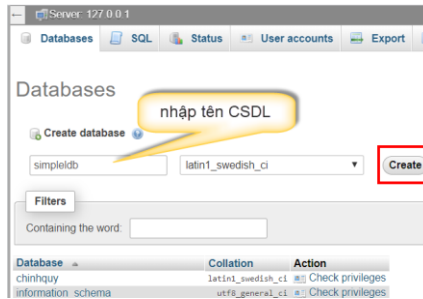 Server: 127.0.0.1
Databases SQL Status User accounts Export
Databases
nhập tên CSDL
Create database
simpleldb latin1_swedish_ci Create
Filters
Containing the word:
Database Collation Action
chinhquy latin1_swedish_ci Check privileges
information_schema utf8_general_ci Check privileges